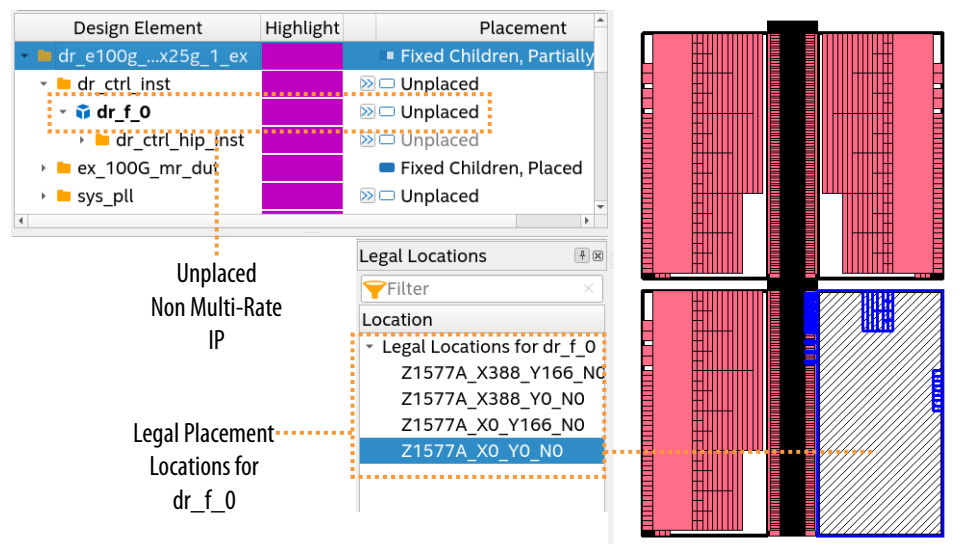 Design Element Highlight Placement
dr_e100g_...x25g_1_ex Fixed Children, Partially
dr_ctrl_inst Unplaced
dr_f_0 Unplaced
dr_ctrl_hip_inst Unplaced
ex_100G_mr_dut Fixed Children, Placed
sys_pll Unplaced
Unplaced
Non Multi-Rate
IP
Legal Locations
Filter
Location
Legal Locations for dr_f_0
Z1577A_X388_Y166_N0
Z1577A_X388_Y0_N0
Z1577A_X0_Y166_N0
Z1577A_X0_Y0_N0
Legal Placement
Locations for
dr_f_0